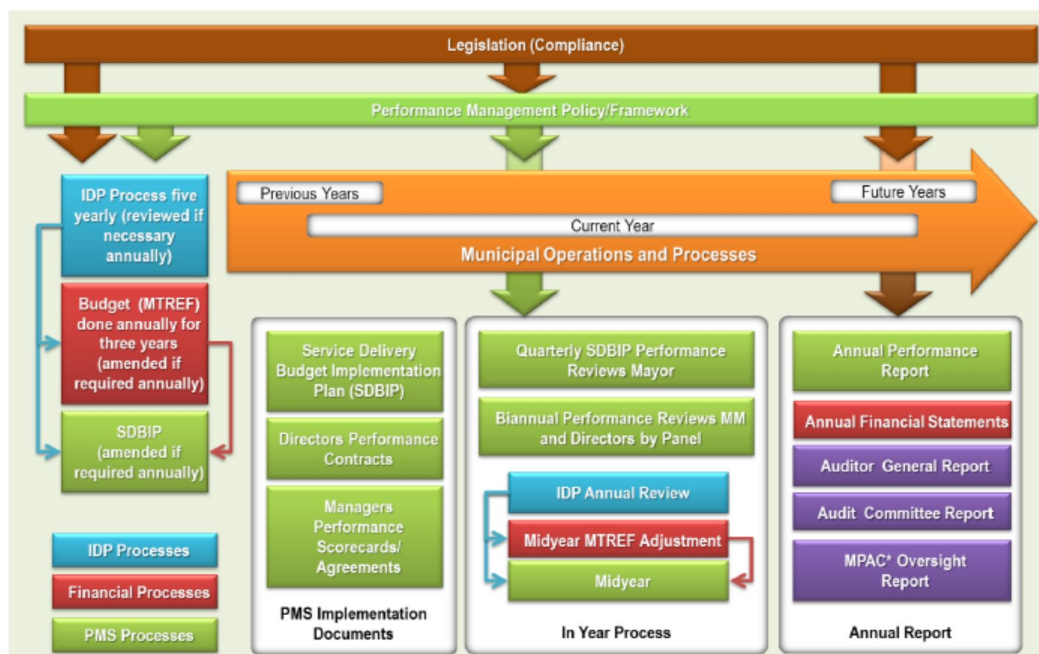 Legislation (Compliance)
Performance Management Policy/Framework
IDP Process five
yearly (reviewed if
necessary
annually)
Budget (MTREF)
done annually for
three years
(amended if
required annually)
SDBIP
(amended if
required annually)
IDP Processes
Financial Processes
PMS Processes
Previous Years
Future Years
Current Year
Municipal Operations and Processes
Service Delivery
Budget Implementation
Plan (SDBIP)
Directors Performance
Contracts
Managers
Performance
Scorecards/
Agreements
PMS Implementation
Documents
Quarterly SDBIP Performance
Reviews Mayor
Biannual Performance Reviews MM
and Directors by Panel
IDP Annual Review
Midyear MTREF Adjustment
Midyear
In Year Process
Annual Performance
Report
Annual Financial Statements
Auditor General Report
Audit Committee Report
MPAC* Oversight
Report
Annual Report